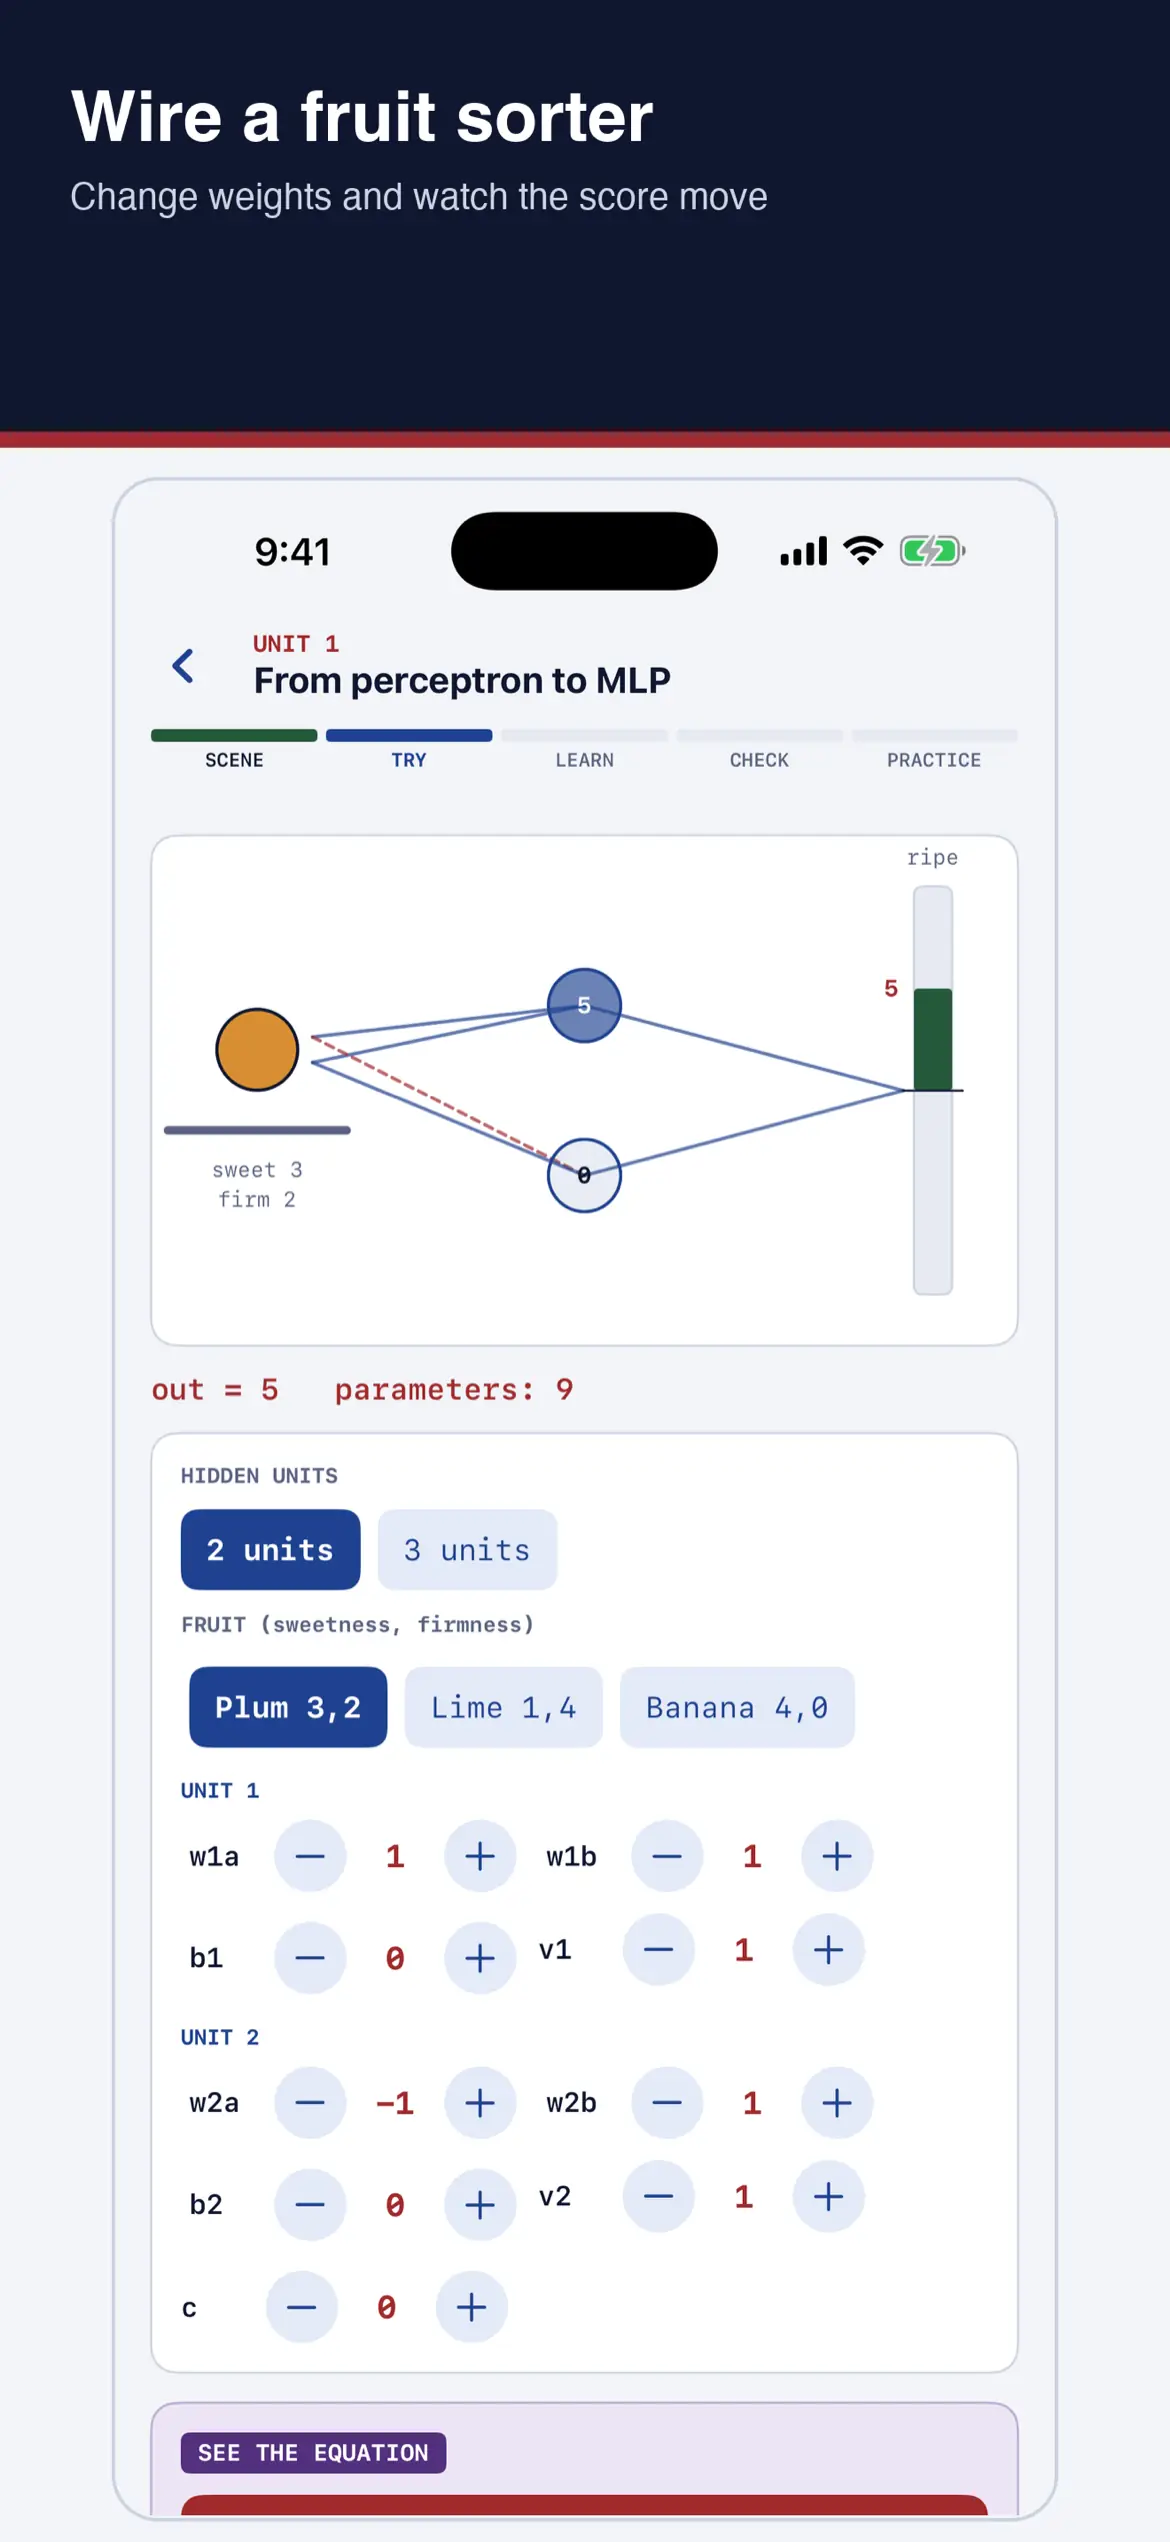 Wire a fruit sorter
Change weights and watch the score move
9:41
UNIT 1
From perceptron to MLP
SCENE TRY LEARN CHECK PRACTICE
ripe
5
5
0
sweet 3
firm 2
out = 5 parameters: 9
HIDDEN UNITS
2 units 3 units
FRUIT (sweetness, firmness)
Plum 3,2 Lime 1,4 Banana 4,0
UNIT 1
w1a − 1 + w1b − 1 +
b1 − 0 + v1 − 1 +
UNIT 2
w2a − −1 + w2b − 1 +
b2 − 0 + v2 − 1 +
c − 0 +
SEE THE EQUATION